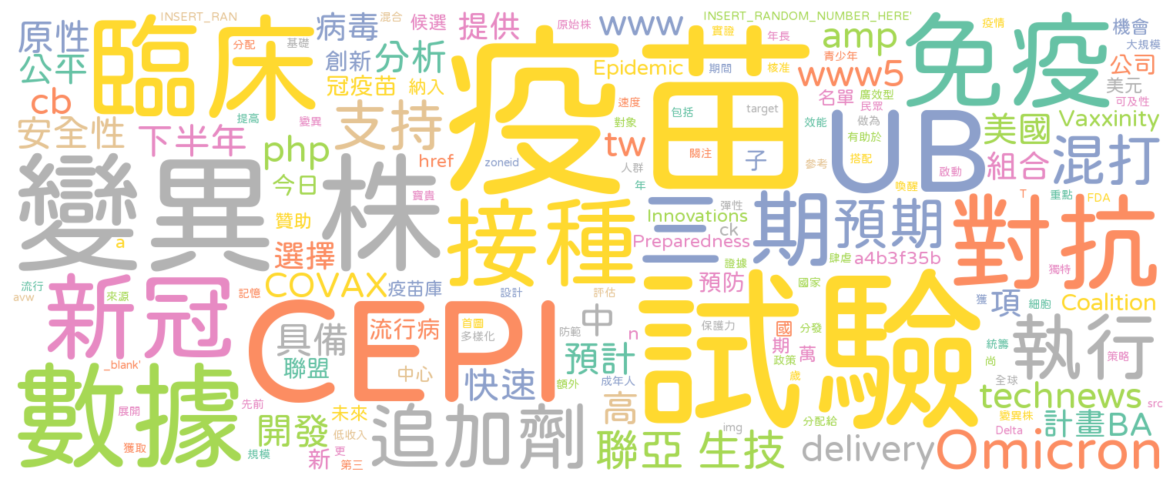 INSERT_RAN
混合
候選
原始株
www
INSERT_RANDOM_NUMBER_HERE'
疫情
機會
原性
臨床
病毒
提供
疫苗
實證
年長
amp
免疫
大規模
分配
基礎
創新
分析
青少年
公平
Epidemic
期間
核准
www5
公司
冠疫苗
納入
名單
廣效型
美元
cb
速度
包括
target
民眾
可及性
安全性
提高
變異
下半年
支持
對象
效能
做為
UB
美國
Vaxxinity
tw
關注
有助於
混打
php
href
zoneid
子
參考
搭配
組合
人群
啟動
今日
寶貴
年
喚醒
T
重點
FDA
變異株
接種
三期
彈性
預期
對抗
贊助
Innovations
ck
a
選擇
Preparedness
證據
肆虐
a4b3f35b
獨特
新冠
COVAX
疫苗庫
預防
國家
流行
avw
來源
記憶
設計
評估
試驗
獲
項
細胞
Coalition
CEPI
具備
流行病
首圖
多樣化
防範
中
n
保護力
國
分發
執行
期
萬
政策
統籌
尚
策略
_blank'
聯盟
中心
預計
歲
全球
數據
快速
額外
成年人
technews
src
展開
先前
未來
追加劑
高
img
分配給
變異株
Delta
計畫BA
獲取
規模
開發
低收入
新
更
第三
聯亞
生技
delivery
Omicron